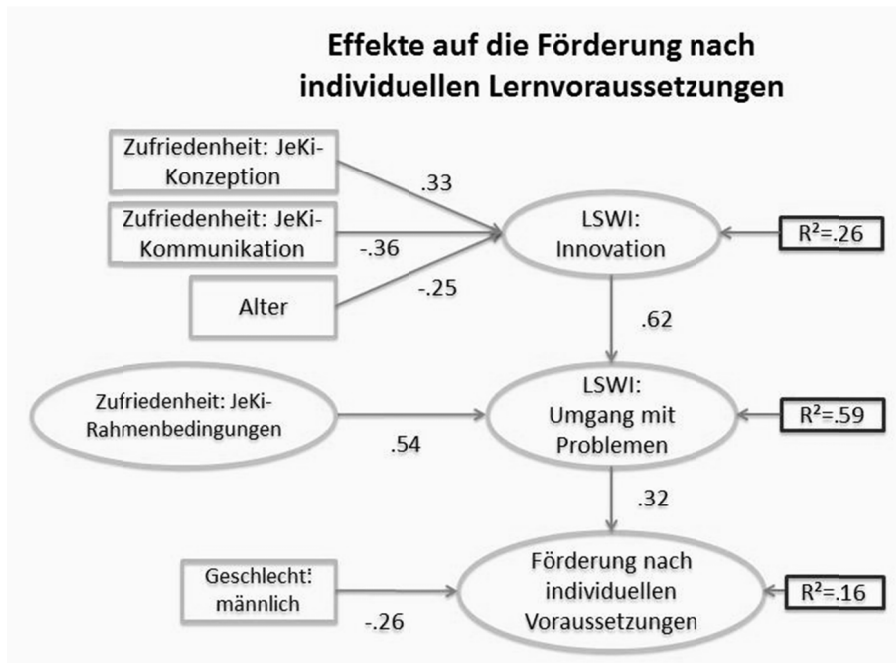 Effekte auf die Förderung nach
individuellen Lernvoraussetzungen
Zufriedenheit: JeKi-
Konzeption
.33
Zufriedenheit: JeKi-
Kommunikation
-.36
LSWI:
Innovation
R²=.26
Alter
-.25
.62
Zufriedenheit: JeKi-
Rahmenbedingungen
.54
LSWI:
Umgang mit
Problemen
R²=.59
.32
Geschlecht:
männlich
-.26
Förderung nach
individuellen
Voraussetzungen
R²=.16